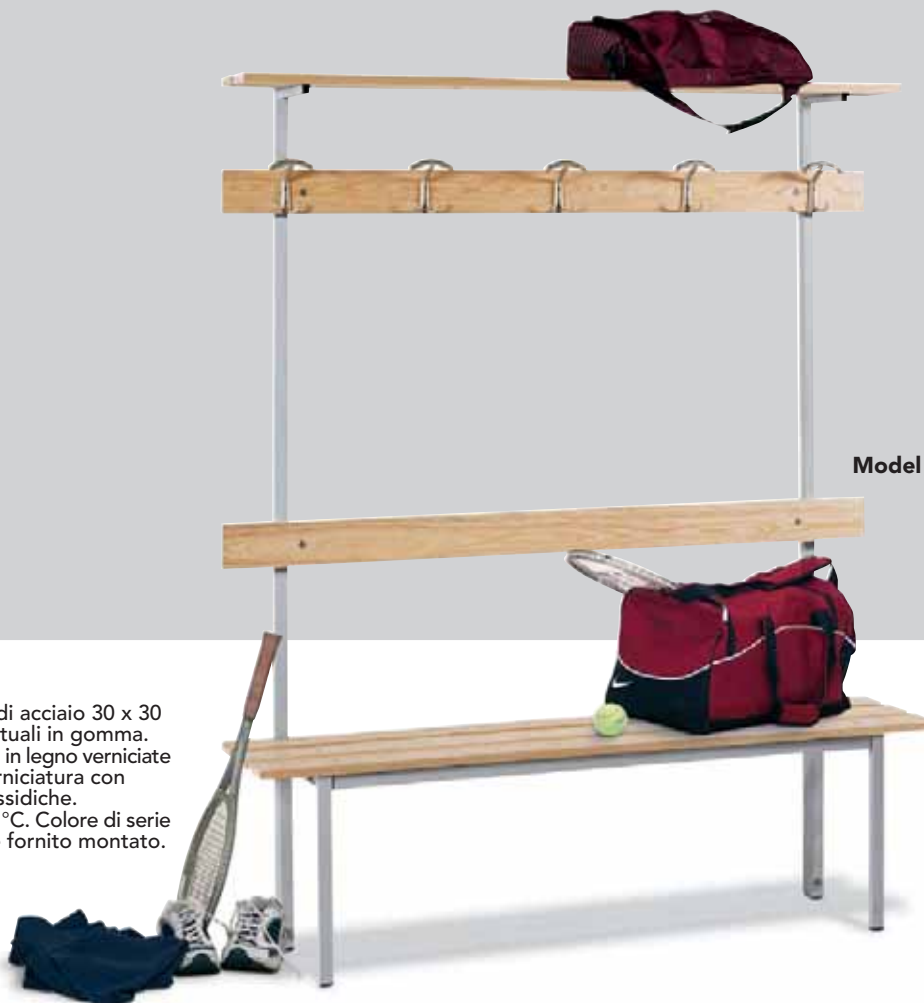 Model
di acciaio 30 x 30
tuali in gomma.
in legno verniciate
rniciatura con
ssidiche.
°C. Colore di serie
fornito montato.